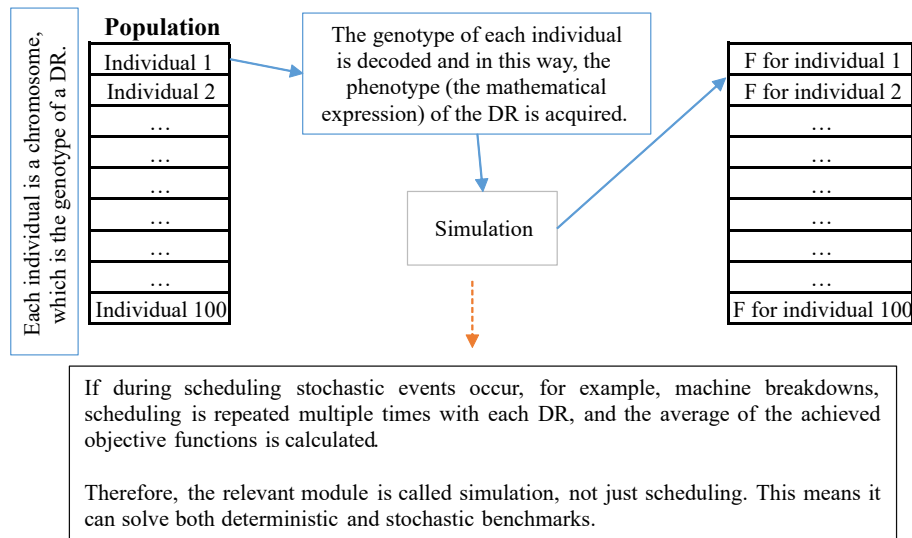 Each individual is a chromosome,
which is the genotype of a DR.
Population
Individual 1
Individual 2
…
…
…
…
…
…
Individual 100
The genotype of each individual
is decoded and in this way, the
phenotype (the mathematical
expression) of the DR is acquired.
Simulation
F for individual 1
F for individual 2
…
…
…
…
…
…
F for individual 100
If during scheduling stochastic events occur, for example, machine breakdowns,
scheduling is repeated multiple times with each DR, and the average of the achieved
objective functions is calculated.
Therefore, the relevant module is called simulation, not just scheduling. This means it
can solve both deterministic and stochastic benchmarks.